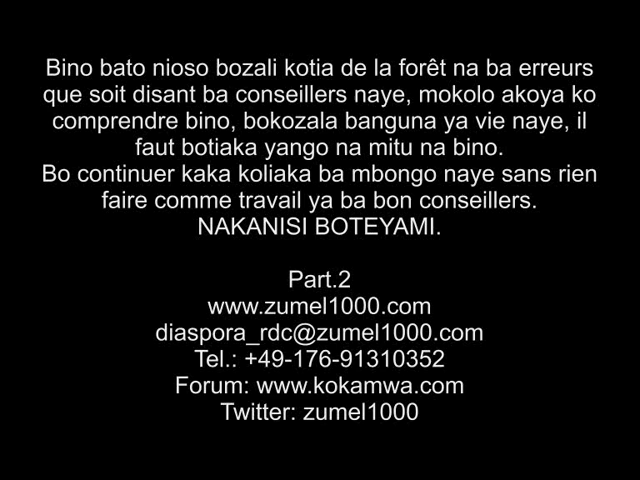 Bino bato nioso bozali kotia de la forêt na ba erreurs
que soit disant ba conseillers naye, mokolo akoya ko
comprendre bino, bokozala banguna ya vie naye, il
faut botiaka yango na mitu na bino.
Bo continuer kaka koliaka ba mbongo naye sans rien
faire comme travail ya ba bon conseillers.
NAKANISI BOTEYAMI.
Part.2
www.zumel1000.com
diaspora_rdc@zumel1000.com
Tel.: +49-176-91310352
Forum: www.kokamwa.com
Twitter: zumel1000